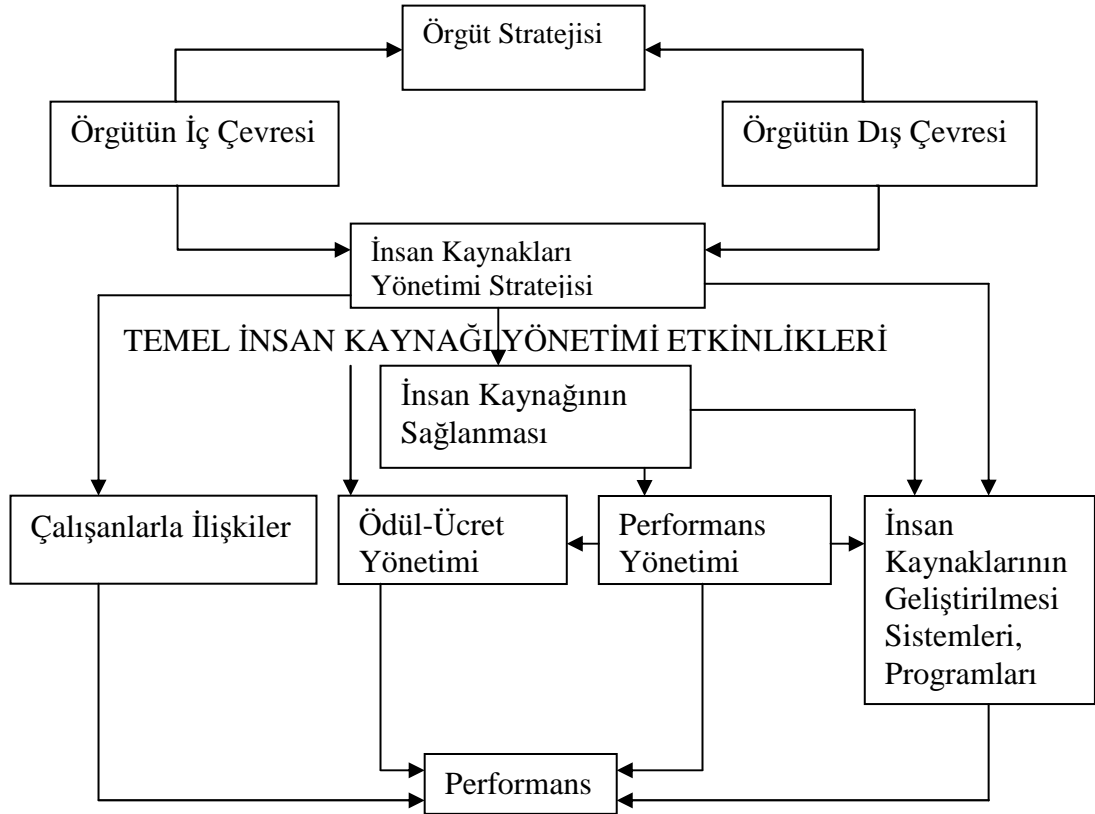 Örgüt Stratejisi
Örgütün İç Çevresi
Örgütün Dış Çevresi
İnsan Kaynakları
Yönetimi Stratejisi
TEMEL İNSAN KAYNAĞI YÖNETİMİ ETKİNLİKLERİ
İnsan Kaynağının
Sağlanması
Çalışanlarla İlişkiler
Ödül-Ücret
Yönetimi
Performans
Yönetimi
İnsan
Kaynaklarının
Geliştirilmesi
Sistemleri,
Programları
Performans